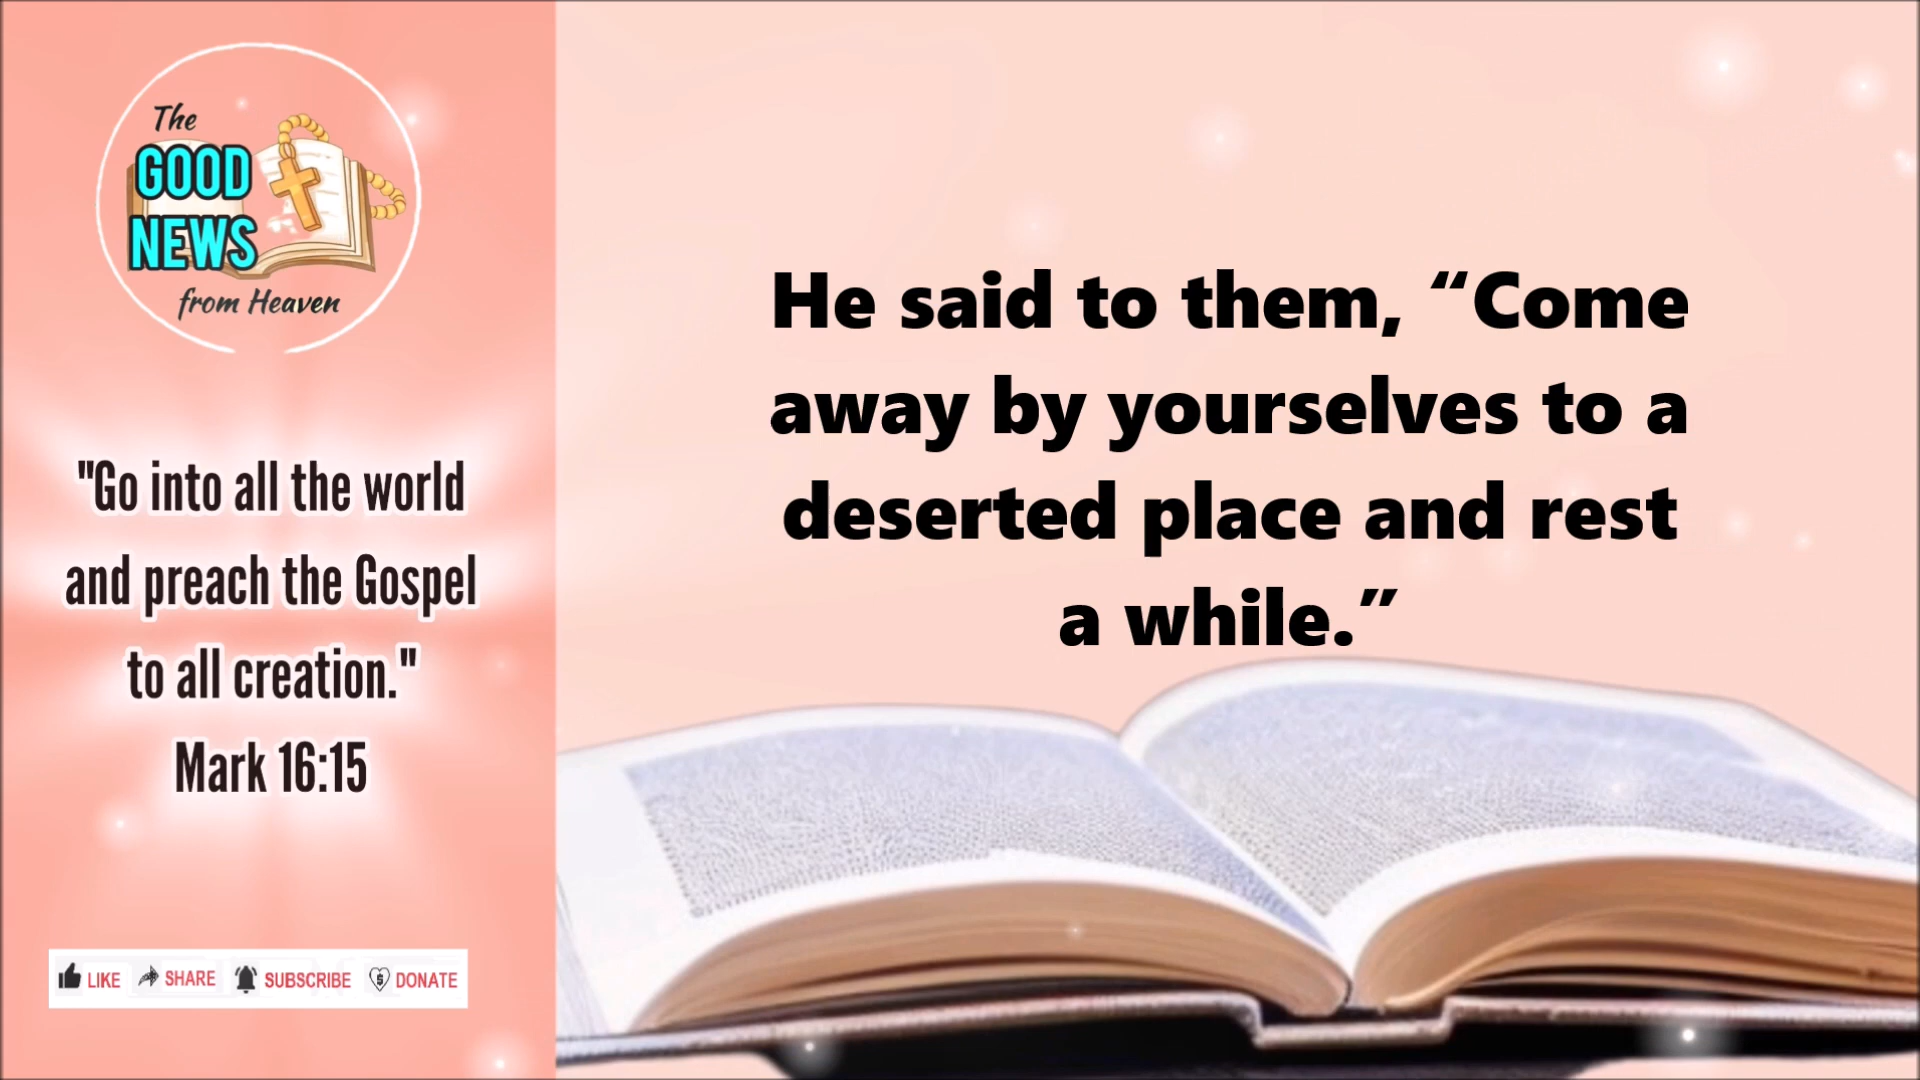 The
GOOD
NEWS
from Heaven
"Go into all the world
and preach the Gospel
to all creation."
Mark 16:15
LIKE SHARE SUBSCRIBE DONATE
He said to them, “Come
away by yourselves to a
deserted place and rest
a while.”